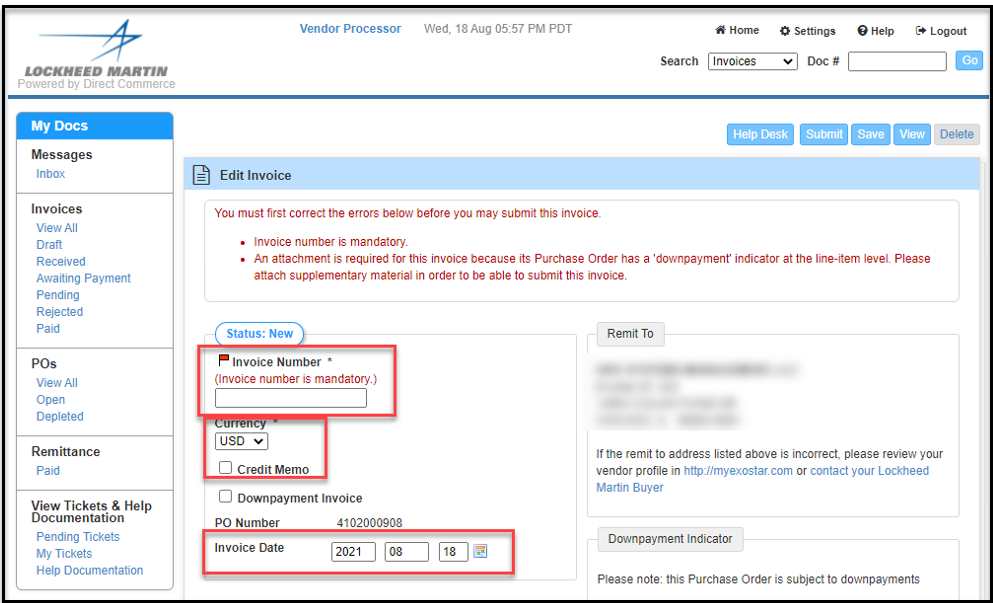 Vendor Processor Wed, 18 Aug 05:57 PM PDT Home Settings Help Logout
LOCKHEED MARTIN
Powered by Direct Commerce
Search Invoices Doc # Go
My Docs
Messages
Inbox
Invoices
View All
Draft
Received
Awaiting Payment
Pending
Rejected
Paid
POs
View All
Open
Depleted
Remittance
Paid
View Tickets & Help
Documentation
Pending Tickets
My Tickets
Help Documentation
Help Desk Submit Save View Delete
Edit Invoice
You must first correct the errors below before you may submit this invoice.
• Invoice number is mandatory.
• An attachment is required for this invoice because its Purchase Order has a 'downpayment' indicator at the line-item level. Please
attach supplementary material in order to be able to submit this invoice.
Status: New
Invoice Number *
(Invoice number is mandatory.)
Currency *
USD
Credit Memo
Downpayment Invoice
PO Number 4102000908
Invoice Date 2021 08 18
Remit To
If the remit to address listed above is incorrect, please review your
vendor profile in http://myexostar.com or contact your Lockheed
Martin Buyer
Downpayment Indicator
Please note: this Purchase Order is subject to downpayments